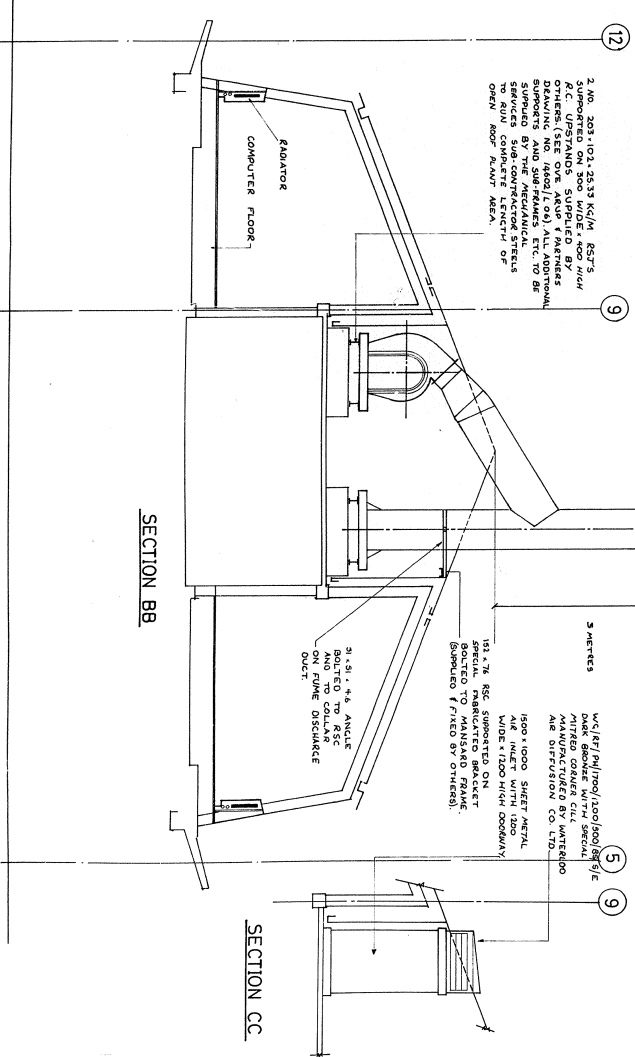 12
2 NO. 203×102×25.33 KG/M RSJ'S
SUPPORTED ON 300 WIDE × 400 HIGH
R.C. UPSTANDS SUPPLIED BY
OTHERS. (SEE OVE ARUP & PARTNERS
DRAWING NO. 14602/L 06). ALL ADDITIONAL
SUPPORTS AND SUB-FRAMES ETC. TO BE
SUPPLIED BY THE MECHANICAL
SERVICES SUB-CONTRACTOR. STEELS
TO RUN COMPLETE LENGTH OF
OPEN ROOF PLANT AREA.
RADIATOR
COMPUTER FLOOR
9
SECTION BB
51 × 51 × 4.6 ANGLE
BOLTED TO RSC
AND TO COLLAR
ON FUME DISCHARGE
DUCT.
152 × 76 RSC SUPPORTED ON
SPECIAL FABRICATED BRACKET
BOLTED TO MANSARD FRAME.
(SUPPLIED & FIXED BY OTHERS).
3 METRES
1500 × 1000 SHEET METAL
AIR INLET WITH 1200
WIDE × 1200 HIGH DOORWAY.
WG/RF/PH/1700/1200/500/ S/E
DARK BRONZE WITH SPECIAL
MITRED CORNER CILL
MANUFACTURED BY WATERLOO
AIR DIFFUSION CO. LTD.
5
9
SECTION CC